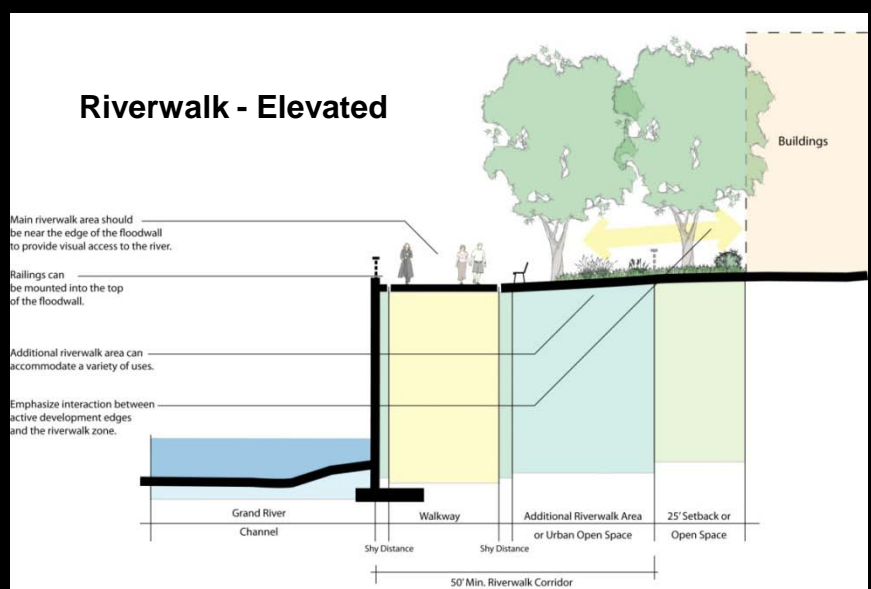 Riverwalk - Elevated
Buildings
Main riverwalk area should
be near the edge of the floodwall
to provide visual access to the river.
Railings can
be mounted into the top
of the floodwall.
Additional riverwalk area can
accommodate a variety of uses.
Emphasize interaction between
active development edges
and the riverwalk zone.
Grand River
Channel
Walkway
Additional Riverwalk Area
or Urban Open Space
25' Setback or
Open Space
Shy Distance
Shy Distance
50' Min. Riverwalk Corridor